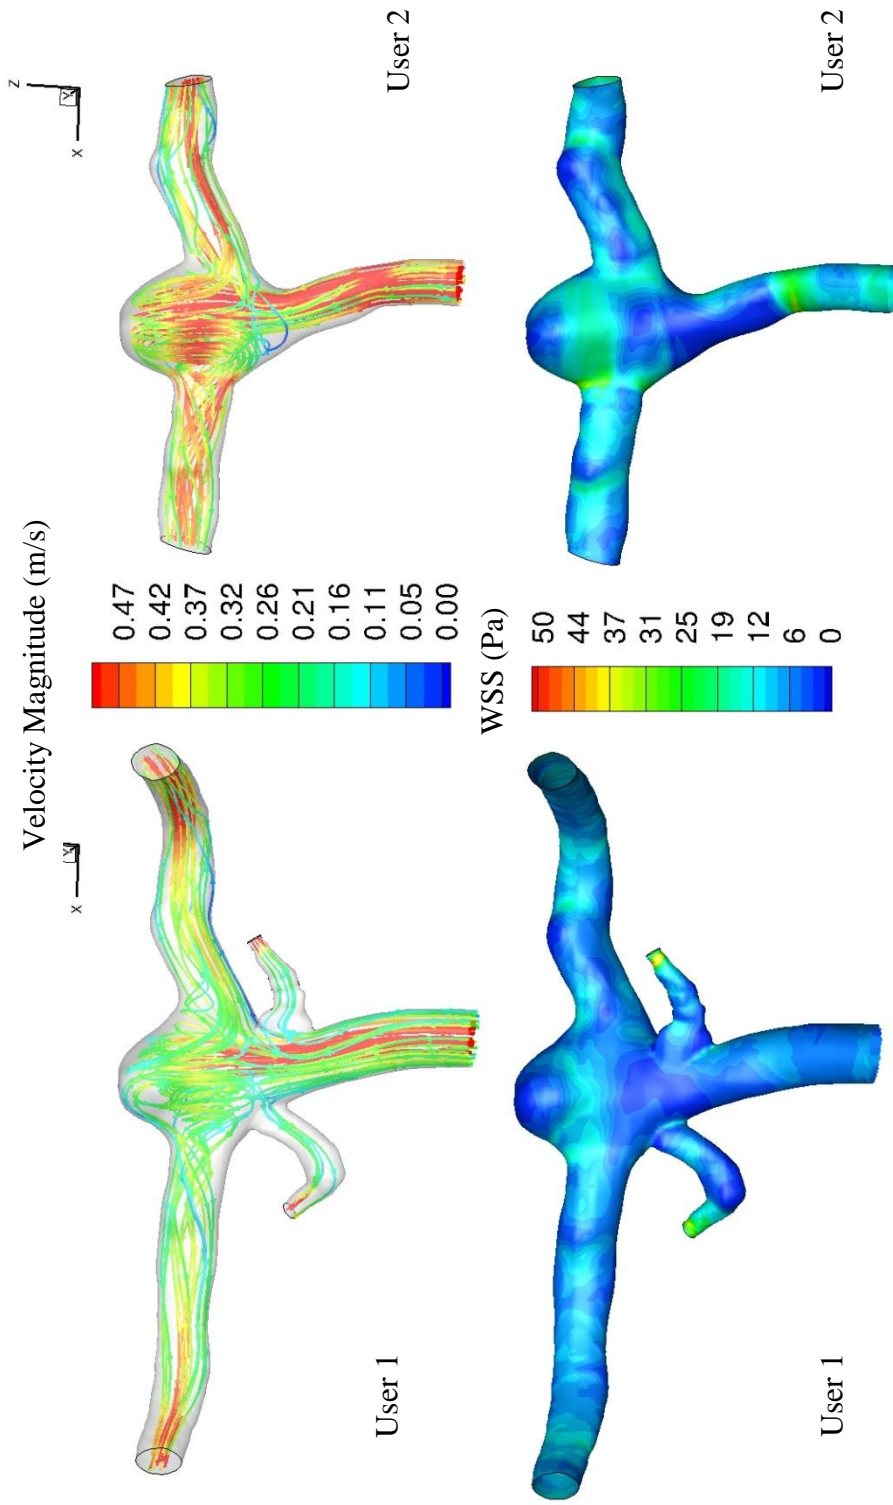 z
Y
x
User 2
User 2
Velocity Magnitude (m/s)
0.47
0.42
0.37
0.32
0.26
0.21
0.16
0.11
0.05
0.00
WSS (Pa)
50
44
37
31
25
19
12
6
0
x
Y
User 1
User 1